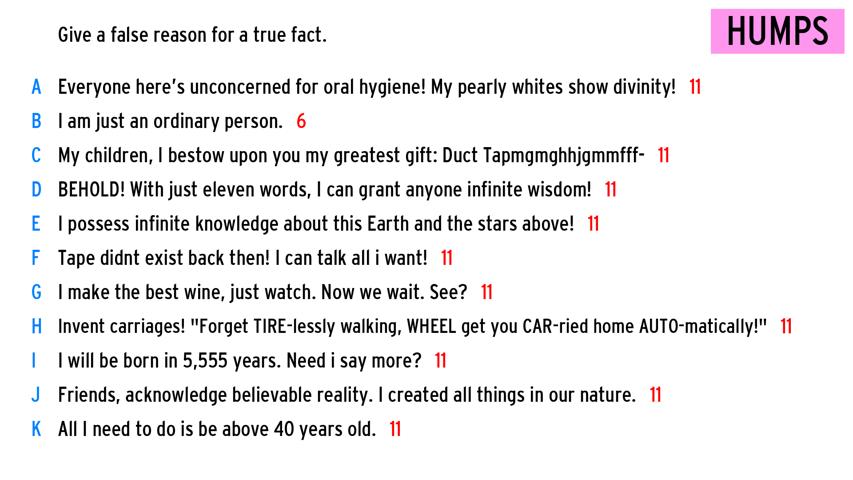 Give a false reason for a true fact.
HUMPS
A Everyone here's unconcerned for oral hygiene! My pearly whites show divinity! 11
B I am just an ordinary person. 6
C My children, I bestow upon you my greatest gift: Duct Tapmgmghhjgmmfff- 11
D BEHOLD! With just eleven words, I can grant anyone infinite wisdom! 11
E I possess infinite knowledge about this Earth and the stars above! 11
F Tape didnt exist back then! I can talk all i want! 11
G I make the best wine, just watch. Now we wait. See? 11
H Invent carriages! "Forget TIRE-lessly walking, WHEEL get you CAR-ried home AUTO-matically!" 11
I I will be born in 5,555 years. Need i say more? 11
J Friends, acknowledge believable reality. I created all things in our nature. 11
K All I need to do is be above 40 years old. 11